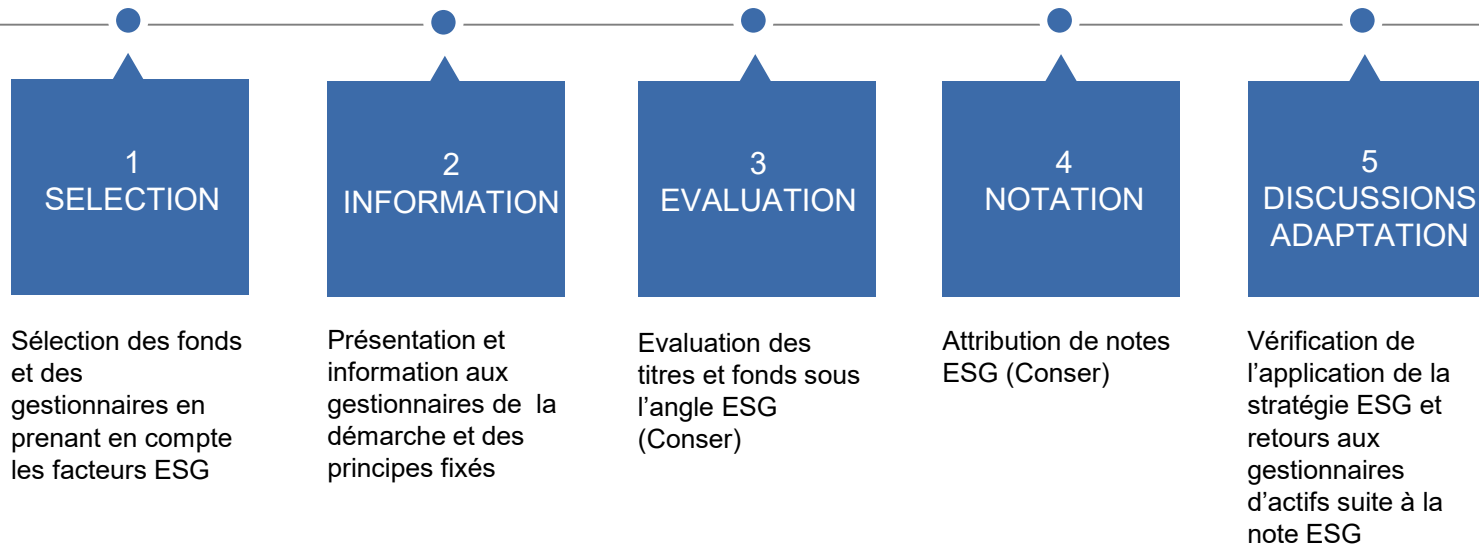 1
SELECTION
Sélection des fonds
et des
gestionnaires en
prenant en compte
les facteurs ESG
2
INFORMATION
Présentation et
information aux
gestionnaires de la
démarche et des
principes fixés
3
EVALUATION
Evaluation des
titres et fonds sous
l'angle ESG
(Conser)
4
NOTATION
Attribution de notes
ESG (Conser)
5
DISCUSSIONS
ADAPTATION
Vérification de
l'application de la
stratégie ESG et
retours aux
gestionnaires
d'actifs suite à la
note ESG